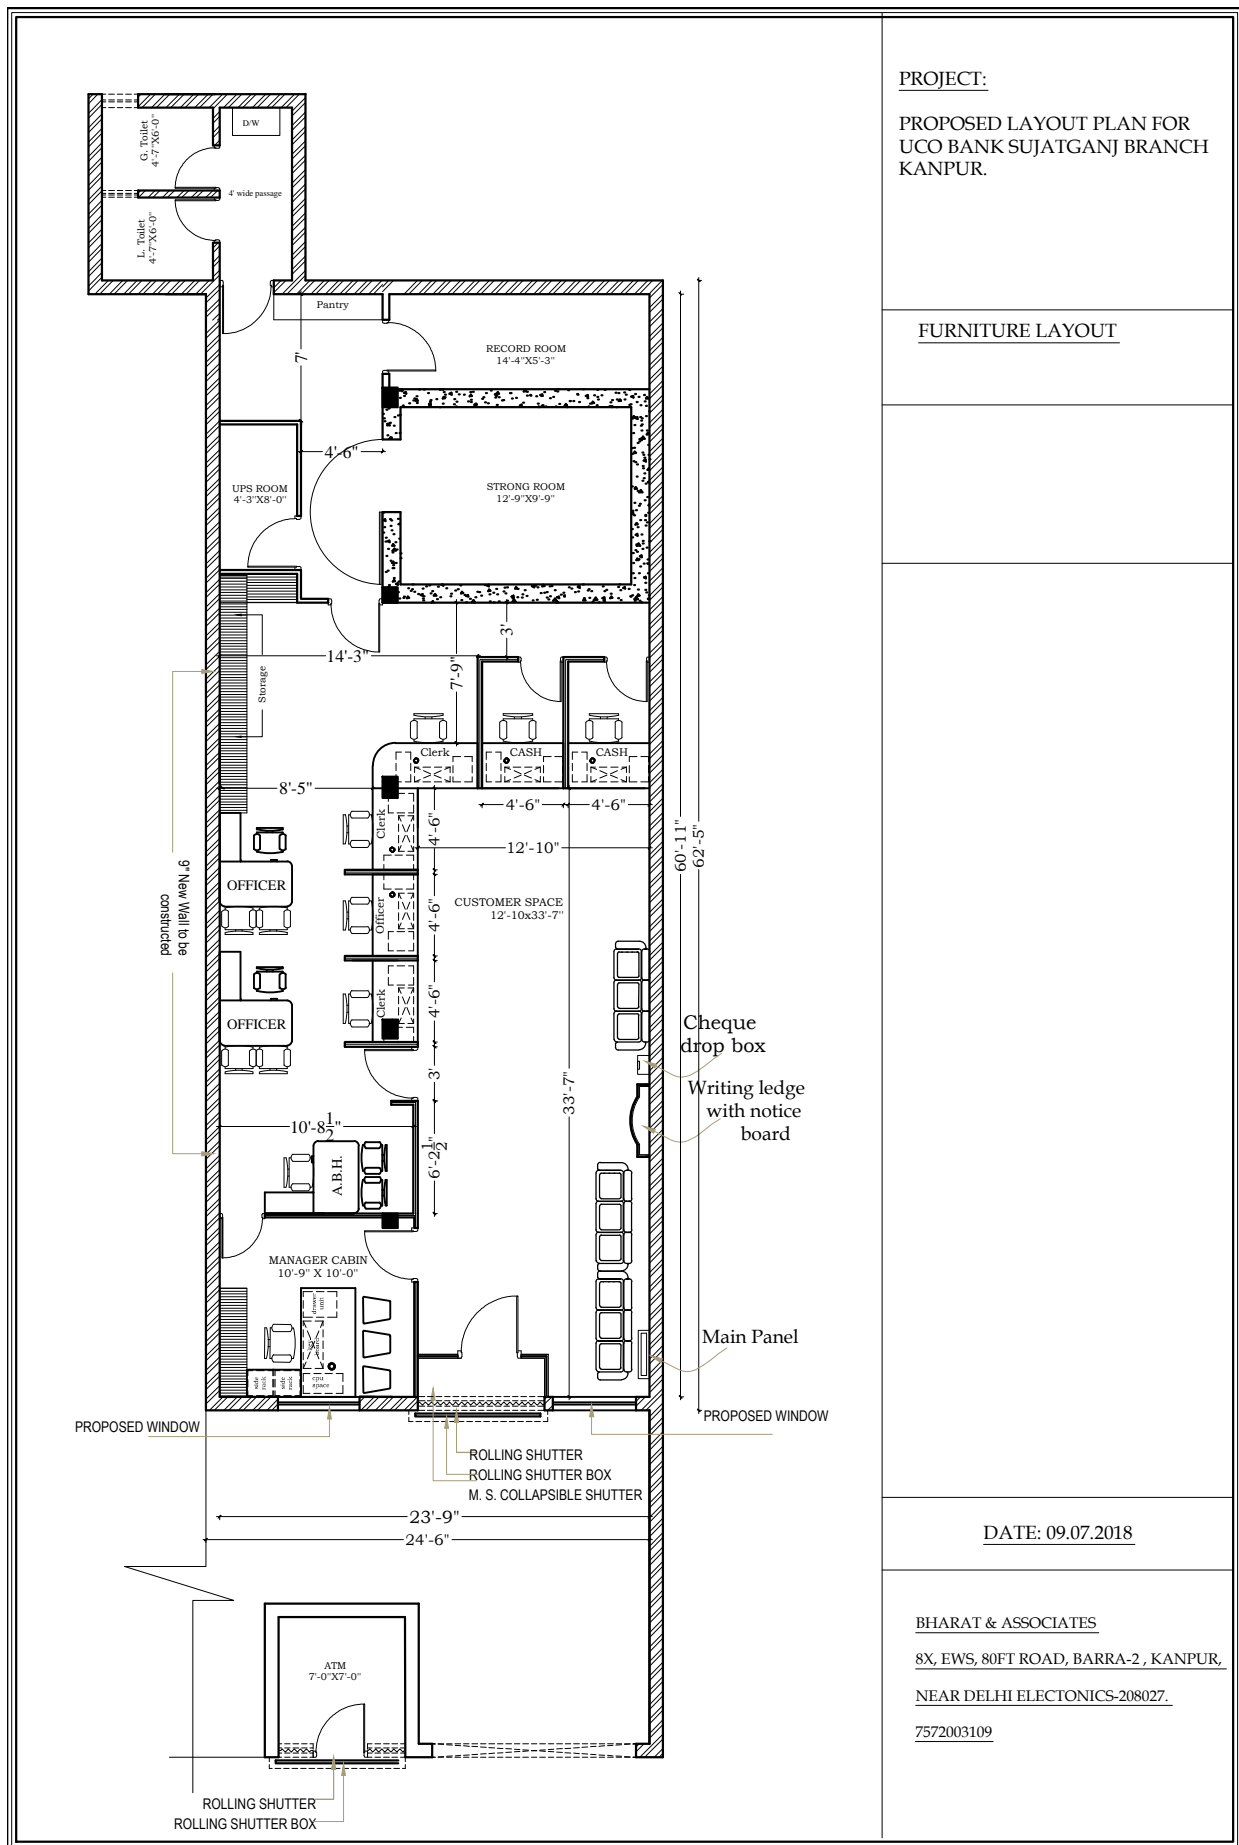 PROJECT:
PROPOSED LAYOUT PLAN FOR
UCO BANK SUJATGANJ BRANCH
KANPUR.
FURNITURE LAYOUT
DATE: 09.07.2018
BHARAT & ASSOCIATES
8X, EWS, 80FT ROAD, BARRA-2 , KANPUR,
NEAR DELHI ELECTONICS-208027.
7572003109
D/W
G. Toilet
4'-7"X6'-0"
4' wide passage
L. Toilet
4'-7"X6'-0"
Pantry
7'
RECORD ROOM
14'-4"X5'-3"
4'-6"
UPS ROOM
4'-3"X8'-0"
STRONG ROOM
12'-9"X9'-9"
3'
14'-3"
7'-9"
Storage
Clerk
CASH
CASH
8'-5"
4'-6"
4'-6"
Clerk
4'-6"
12'-10"
60'-11"
62'-5"
9" New Wall to be
constructed
OFFICER
Officer
4'-6"
CUSTOMER SPACE
12'-10x33'-7"
OFFICER
Clerk
4'-6"
Cheque
drop box
3'
33'-7"
Writing ledge
with notice
board
10'-8 1/2"
A.B.H.
6'-2 1/2"
MANAGER CABIN
10'-9" X 10'-0"
drawer
unit
side
rack
side
rack
cpu
space
Main Panel
PROPOSED WINDOW
PROPOSED WINDOW
ROLLING SHUTTER
ROLLING SHUTTER BOX
M. S. COLLAPSIBLE SHUTTER
23'-9"
24'-6"
ATM
7'-0"X7'-0"
ROLLING SHUTTER
ROLLING SHUTTER BOX